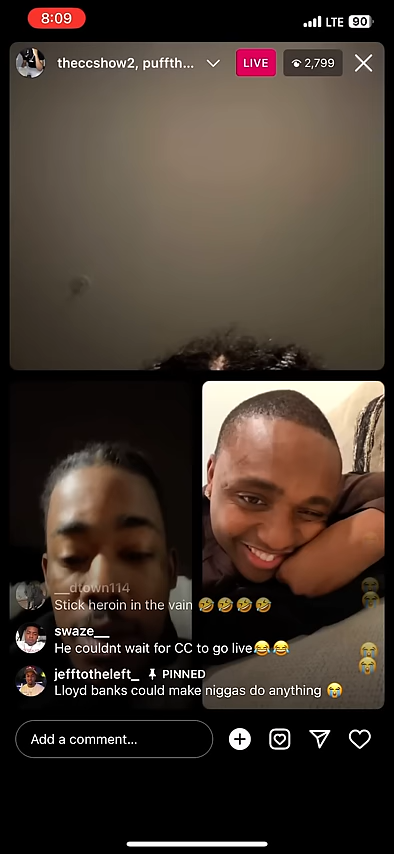 8:09
LTE 90
theccshow2, puffth...
LIVE
2,799
__dtown114
Stick heroin in the vain 🤣🤣🤣🤣
swaze__
He couldnt wait for CC to go live😂😂
jefftotheleft_ PINNED
Lloyd banks could make niggas do anything 😭
Add a comment...